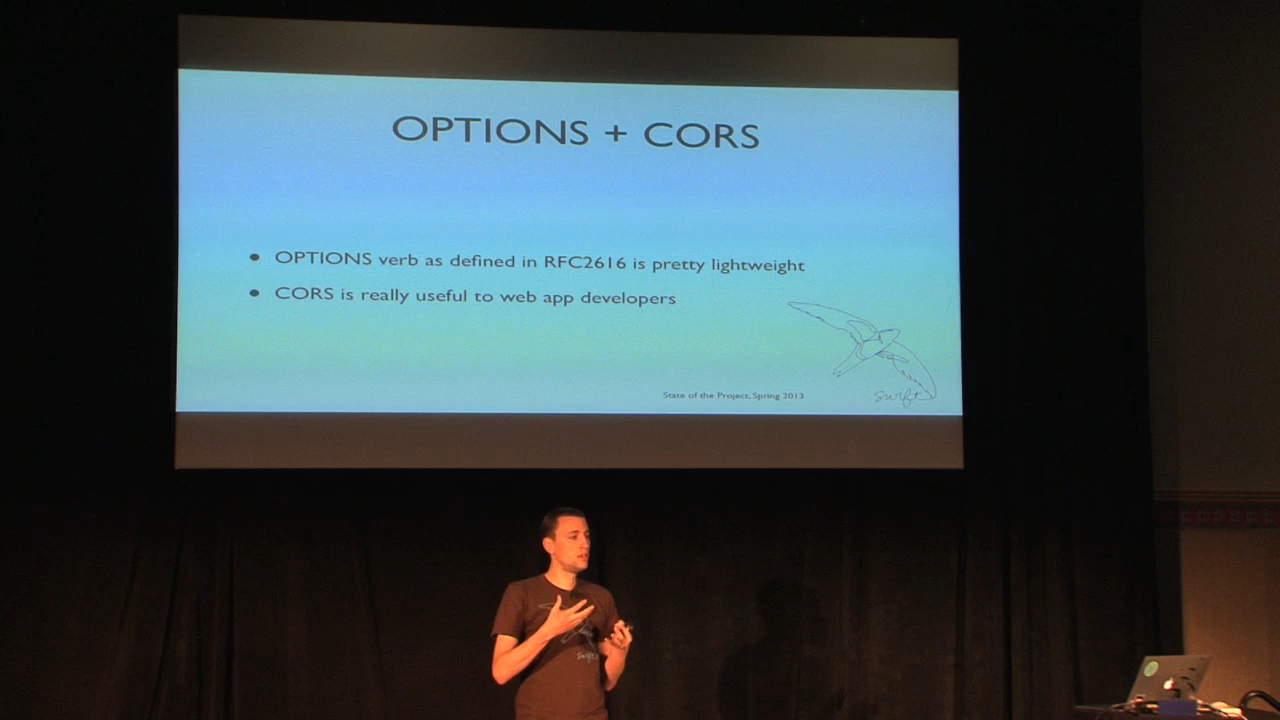 OPTIONS + CORS
• OPTIONS verb as defined in RFC2616 is pretty lightweight
• CORS is really useful to web app developers
State of the Project, Spring 2013
Swift
Swift